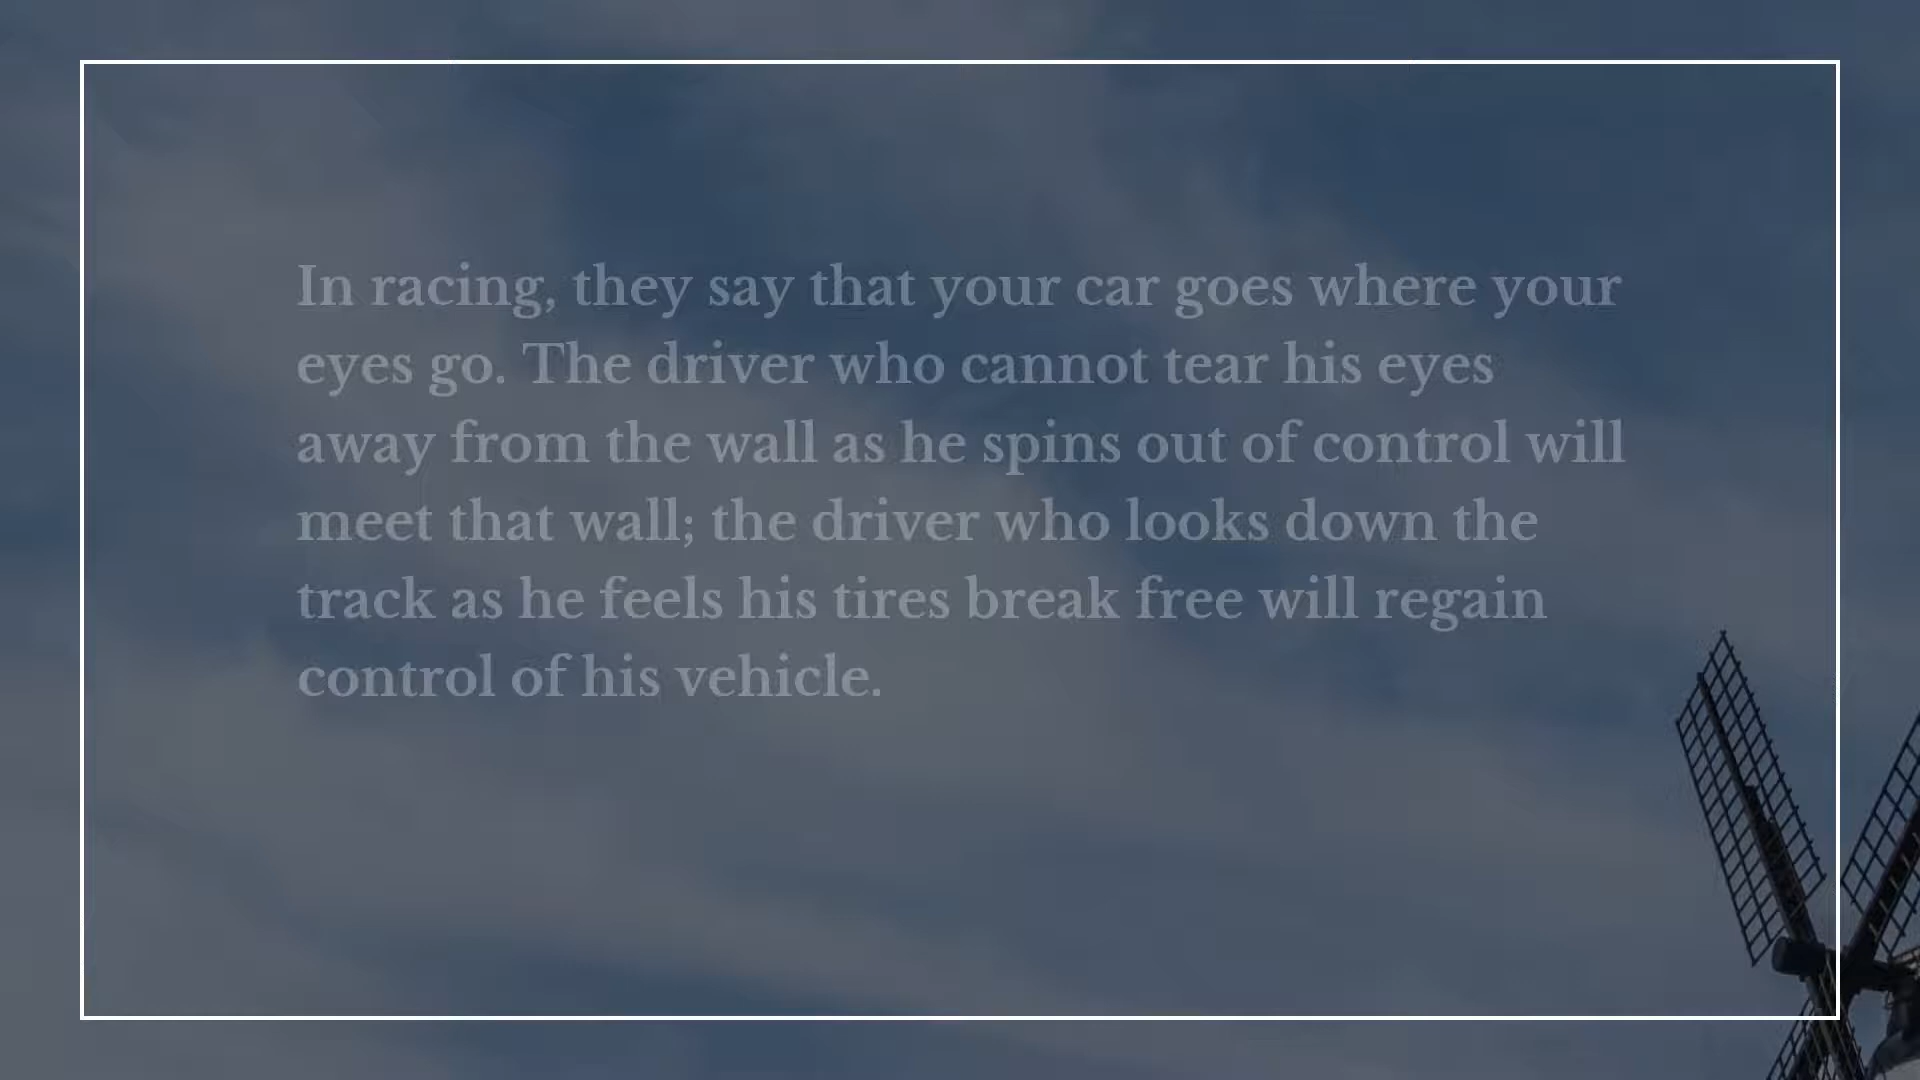 In racing, they say that your car goes where your
eyes go. The driver who cannot tear his eyes
away from the wall as he spins out of control will
meet that wall; the driver who looks down the
track as he feels his tires break free will regain
control of his vehicle.